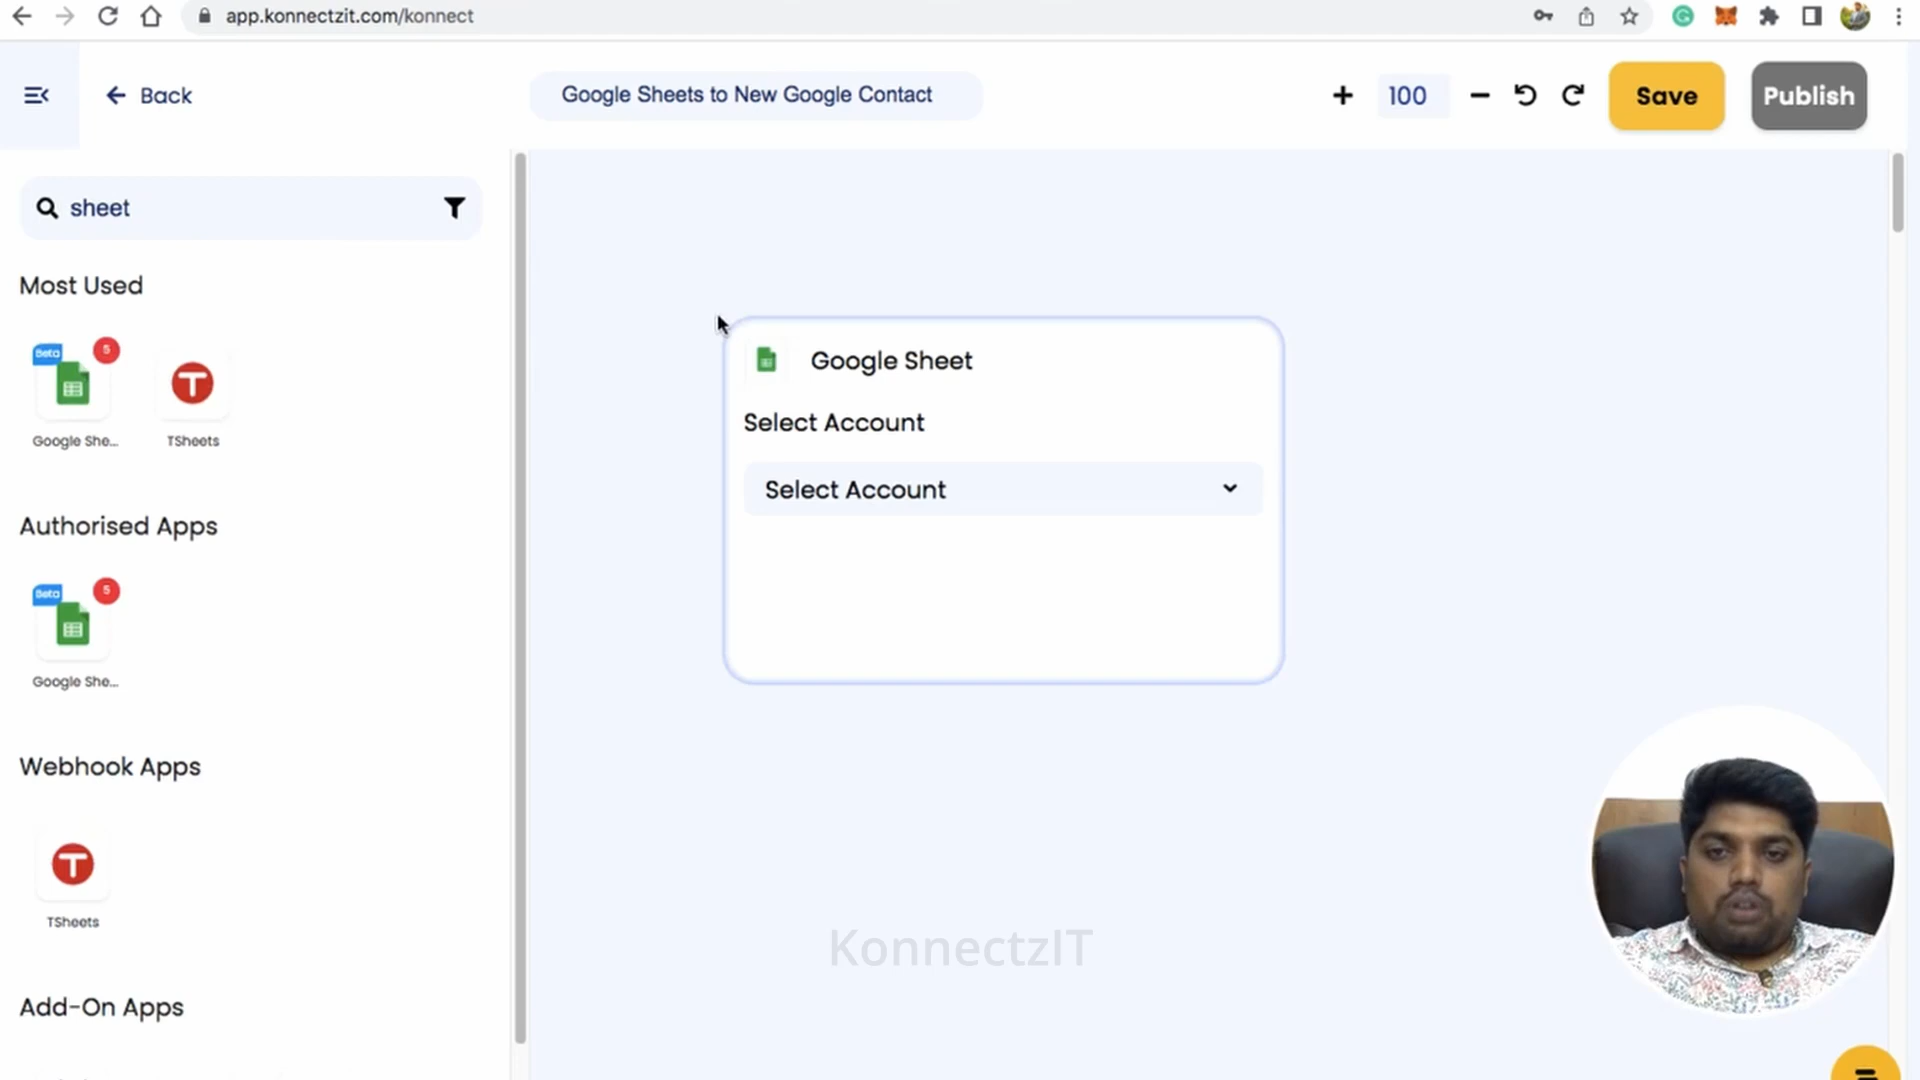 app.konnectzit.com/konnect
Back
Google Sheets to New Google Contact
100
Save
Publish
sheet
Most Used
Beta
5
Google She...
TSheets
Authorised Apps
Beta
5
Google She...
Webhook Apps
TSheets
Add-On Apps
Google Sheet
Select Account
Select Account
KonnectzIT